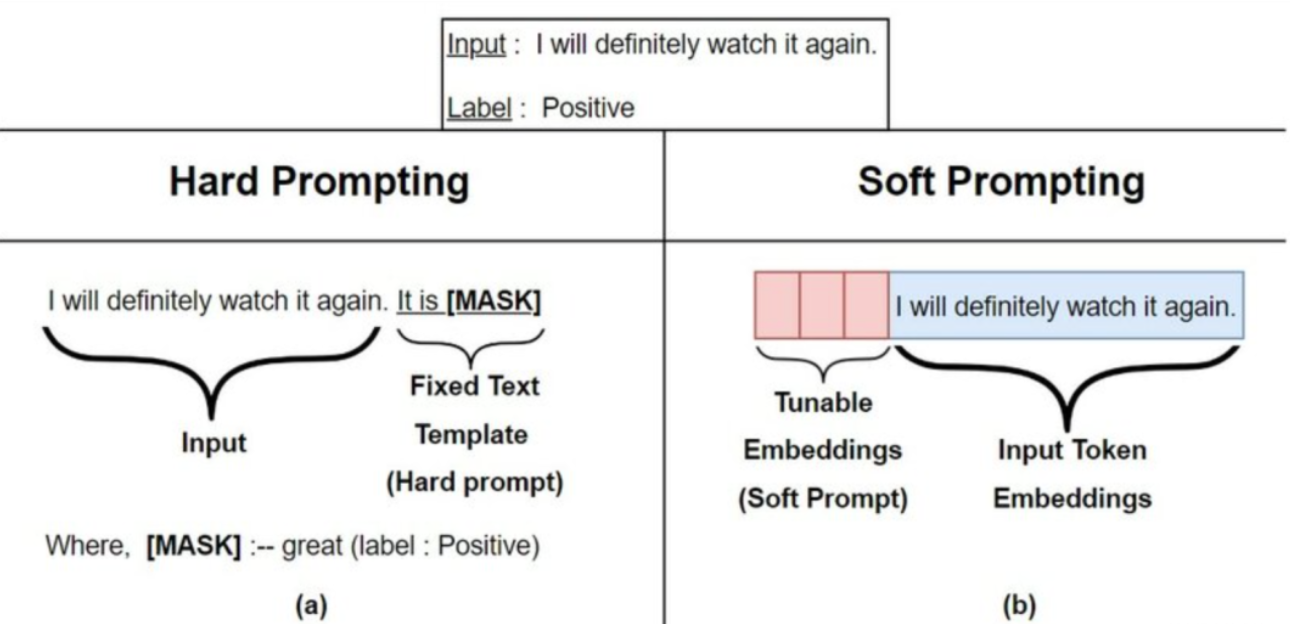 Input : I will definitely watch it again.
Label : Positive
Hard Prompting
Soft Prompting
I will definitely watch it again. It is [MASK]
Input
Fixed Text
Template
(Hard prompt)
Where, [MASK] :-- great (label : Positive)
(a)
I will definitely watch it again.
Tunable
Embeddings
(Soft Prompt)
Input Token
Embeddings
(b)